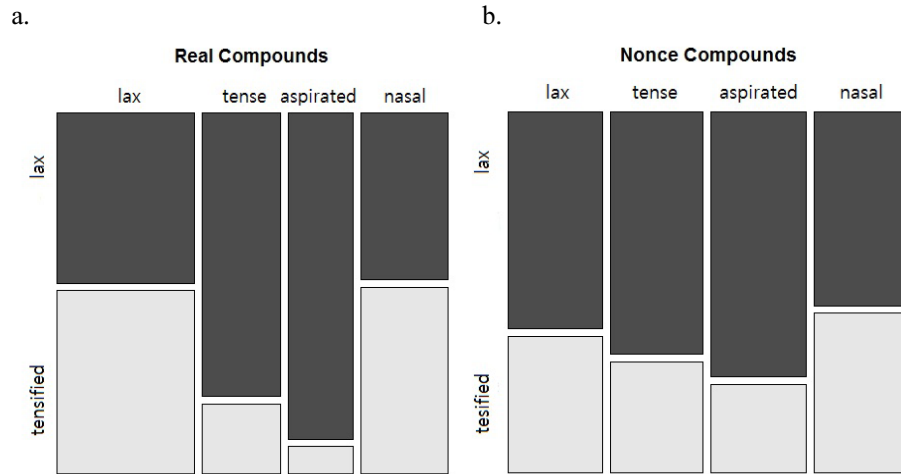 a.
Real Compounds
lax tense aspirated nasal
lax
tensified
b.
Nonce Compounds
lax tense aspirated nasal
lax
tesified